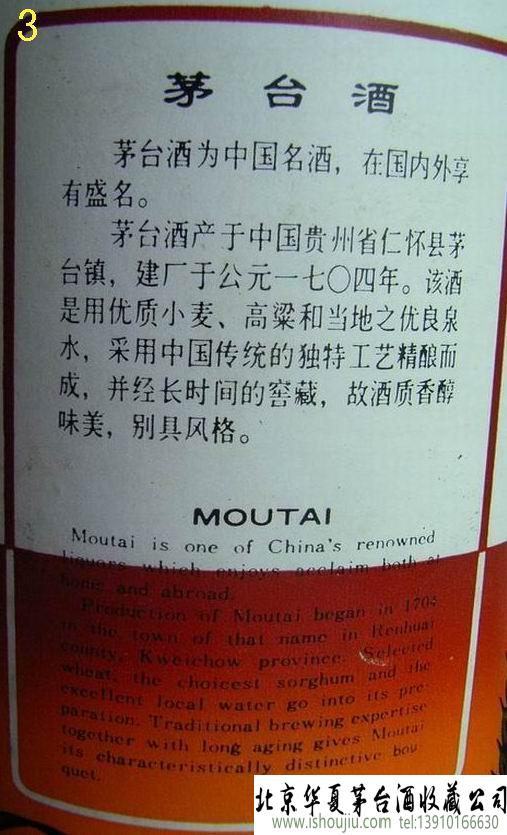 3
茅台酒
茅台酒为中国名酒，在国内外享
有盛名。
茅台酒产于中国贵州省仁怀县茅
台镇，建厂于公元一七〇四年。该酒
是用优质小麦、高粱和当地之优良泉
水，采用中国传统的独特工艺精酿而
成，并经长时间的窖藏，故酒质香醇
味美，别具风格。
MOUTAI
Moutai is one of China's renowned
liquors which enjoys acclaim both at
home and abroad.
Production of Moutai began in 1704
in the town of that name in Renhuai
county, Kweichow province. Selected
wheat, the choicest sorghum and the
excellent local water go into its pre-
paration. Traditional brewing expertise
together with long aging gives Moutai
its characteristically distinctive bou
quet.
北京华夏茅台酒收藏公司
www.ishoujiu.com tel:13910166630